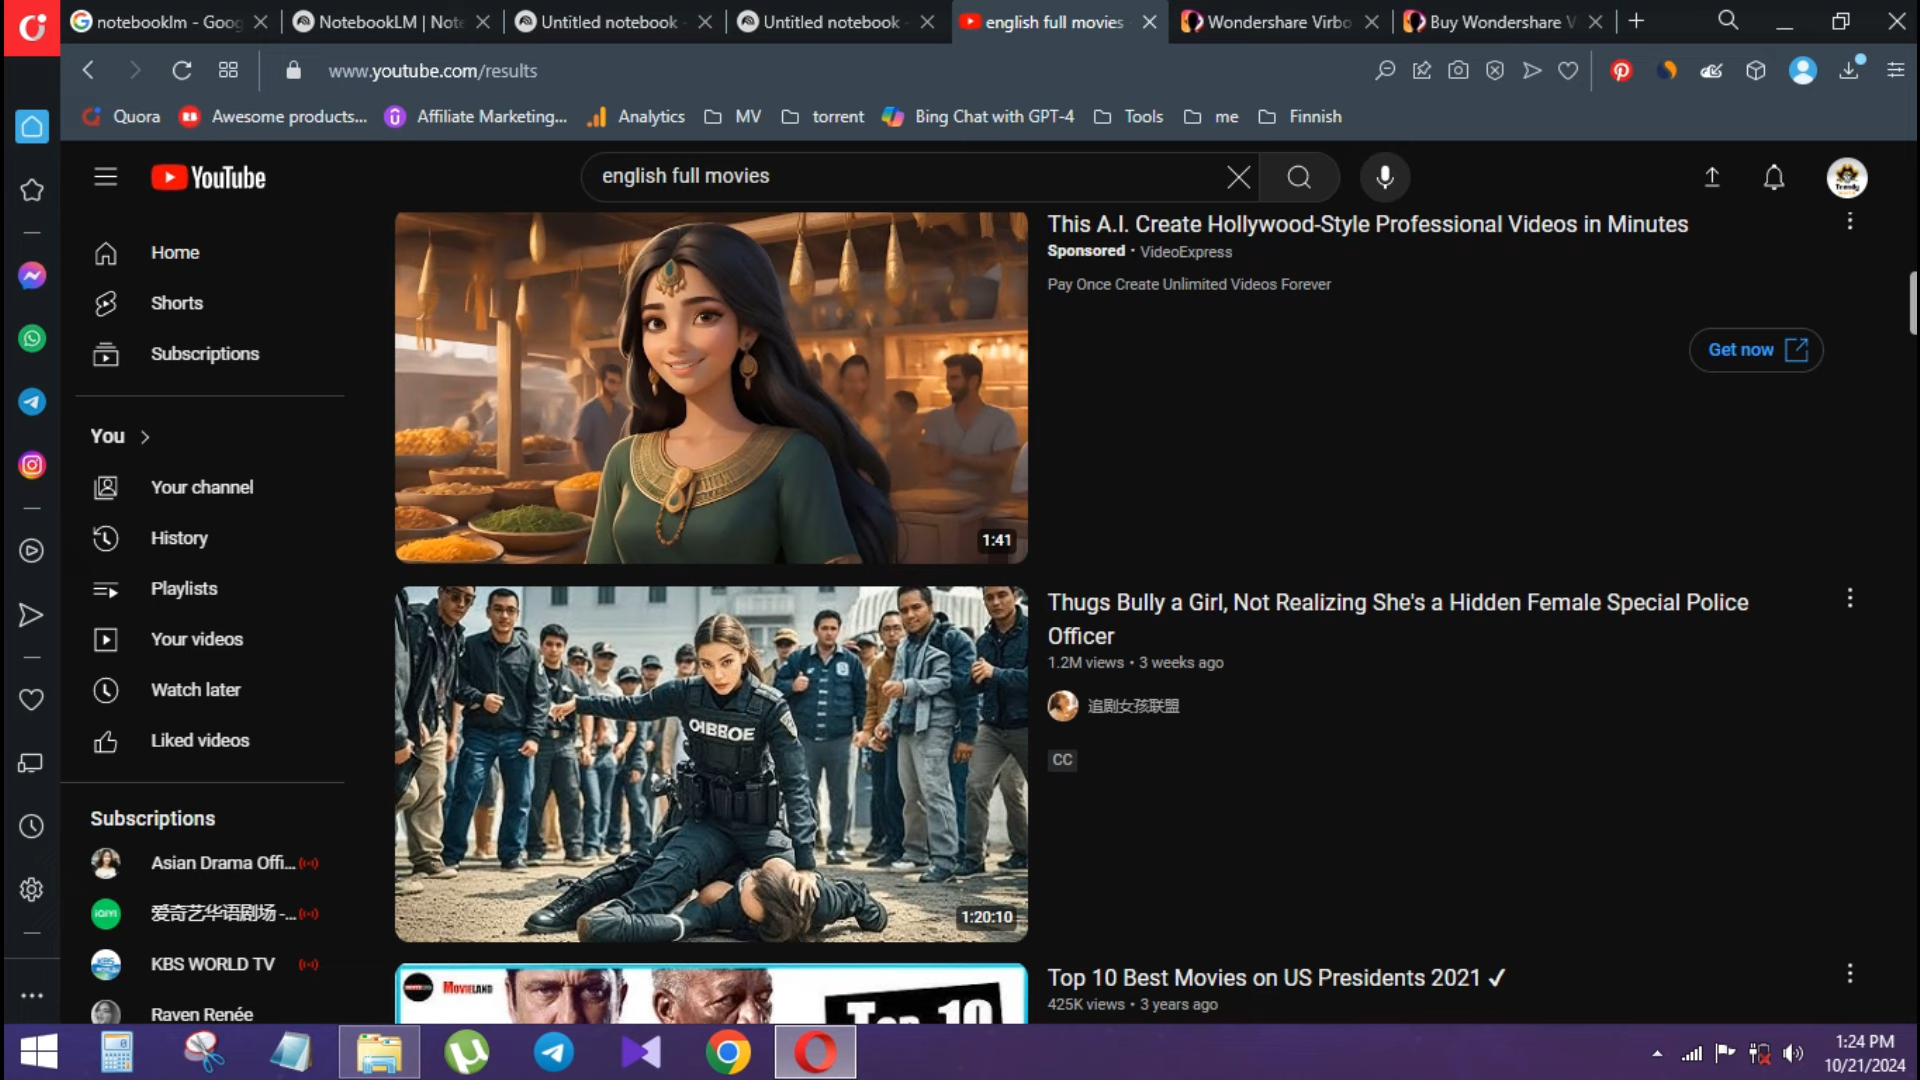 notebooklm - Goog
NotebookLM | Note
Untitled notebook -
Untitled notebook -
english full movies
Wondershare Virbo
Buy Wondershare V
www.youtube.com/results
Quora
Awesome products...
Affiliate Marketing...
Analytics
MV
torrent
Bing Chat with GPT-4
Tools
me
Finnish
YouTube
english full movies
Trendy
Home
Shorts
Subscriptions
You
Your channel
History
Playlists
Your videos
Watch later
Liked videos
Subscriptions
Asian Drama Offi...
iQIYI
爱奇艺华语剧场 -...
KBS WORLD TV
Raven Renée
1:41
This A.I. Create Hollywood-Style Professional Videos in Minutes
Sponsored • VideoExpress
Pay Once Create Unlimited Videos Forever
Get now
OIBBOE
1:20:10
Thugs Bully a Girl, Not Realizing She's a Hidden Female Special Police
Officer
1.2M views • 3 weeks ago
追剧女孩联盟
CC
MOVIELAND
Top 10
Top 10 Best Movies on US Presidents 2021 ✓
425K views • 3 years ago
1:24 PM
10/21/2024